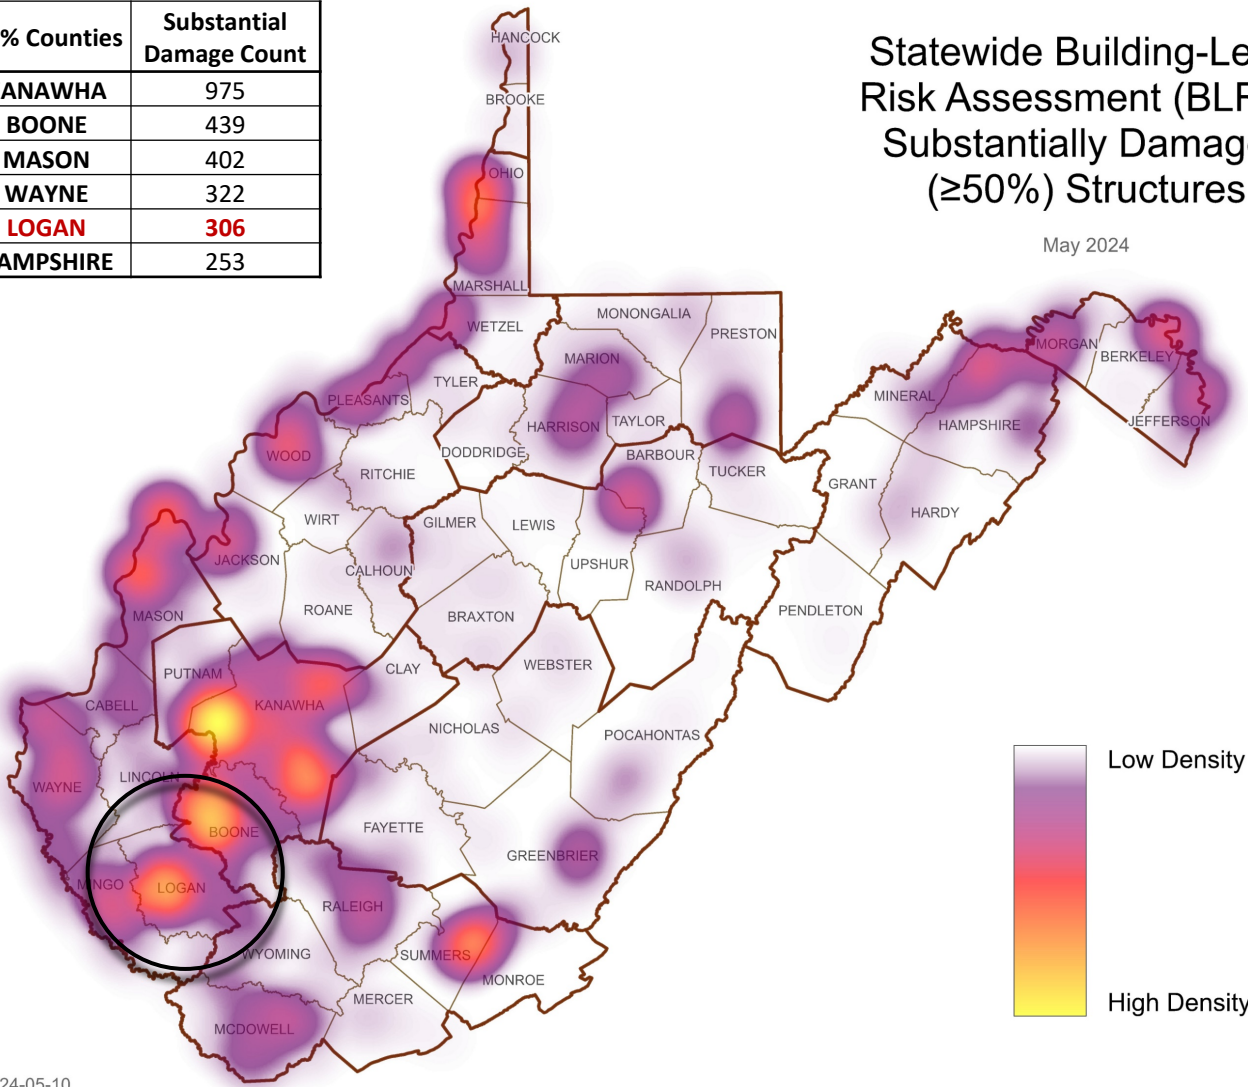 % Counties Substantial Damage Count
ANAWHA 975
BOONE 439
MASON 402
WAYNE 322
LOGAN 306
AMPSHIRE 253
Statewide Building-Le
Risk Assessment (BLR
Substantially Damage
(≥50%) Structures
May 2024
HANCOCK
BROOKE
OHIO
MARSHALL
WETZEL
MONONGALIA
PRESTON
MARION
MORGAN
BERKELEY
TYLER
PLEASANTS
MINERAL
HAMPSHIRE
JEFFERSON
HARRISON
TAYLOR
WOOD
DODDRIDGE
BARBOUR
RITCHIE
TUCKER
GRANT
HARDY
WIRT
GILMER
LEWIS
JACKSON
CALHOUN
UPSHUR
RANDOLPH
MASON
ROANE
BRAXTON
PENDLETON
PUTNAM
CLAY
WEBSTER
CABELL
KANAWHA
NICHOLAS
POCAHONTAS
WAYNE
LINCOLN
BOONE
FAYETTE
GREENBRIER
MINGO
LOGAN
RALEIGH
WYOMING
SUMMERS
MONROE
MERCER
MCDOWELL
Low Density
High Density
24-05-10